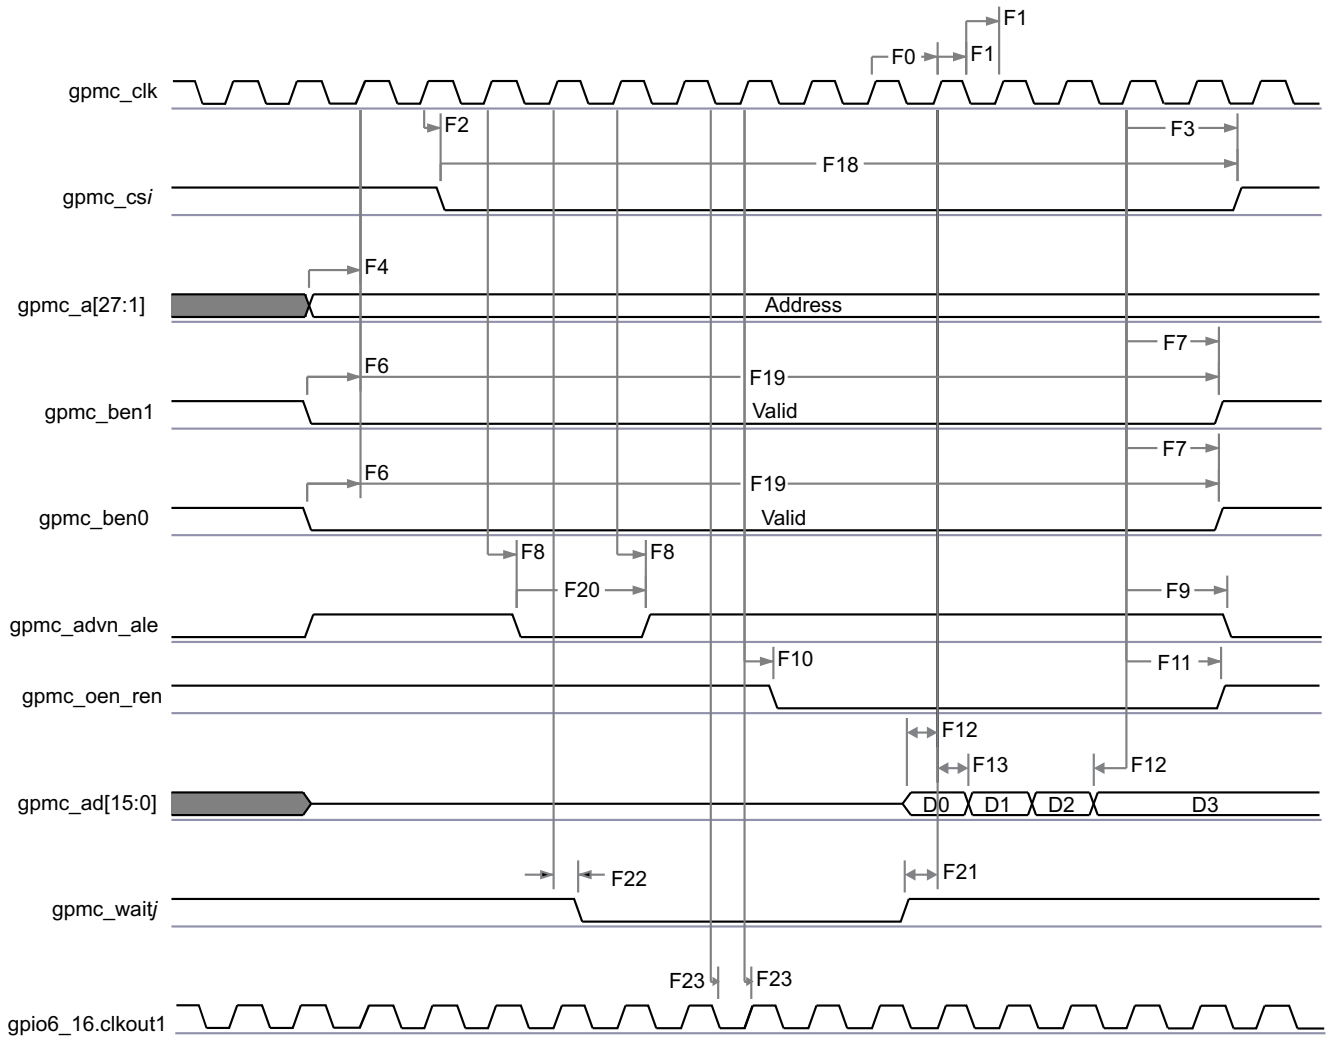 F1
F0 F1
gpmc_clk
F2 F3
F18
gpmc_csi
F4
gpmc_a[27:1] Address
F7
F6 F19
gpmc_ben1 Valid
F7
F6 F19
gpmc_ben0 Valid
F8 F8
F20 F9
gpmc_advn_ale
F10 F11
gpmc_oen_ren
F12
F13 F12
gpmc_ad[15:0] D0 D1 D2 D3
F22 F21
gpmc_waitj
F23 F23
gpio6_16.clkout1